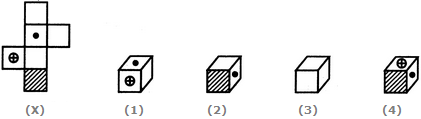 (X) (1) (2) (3) (4)